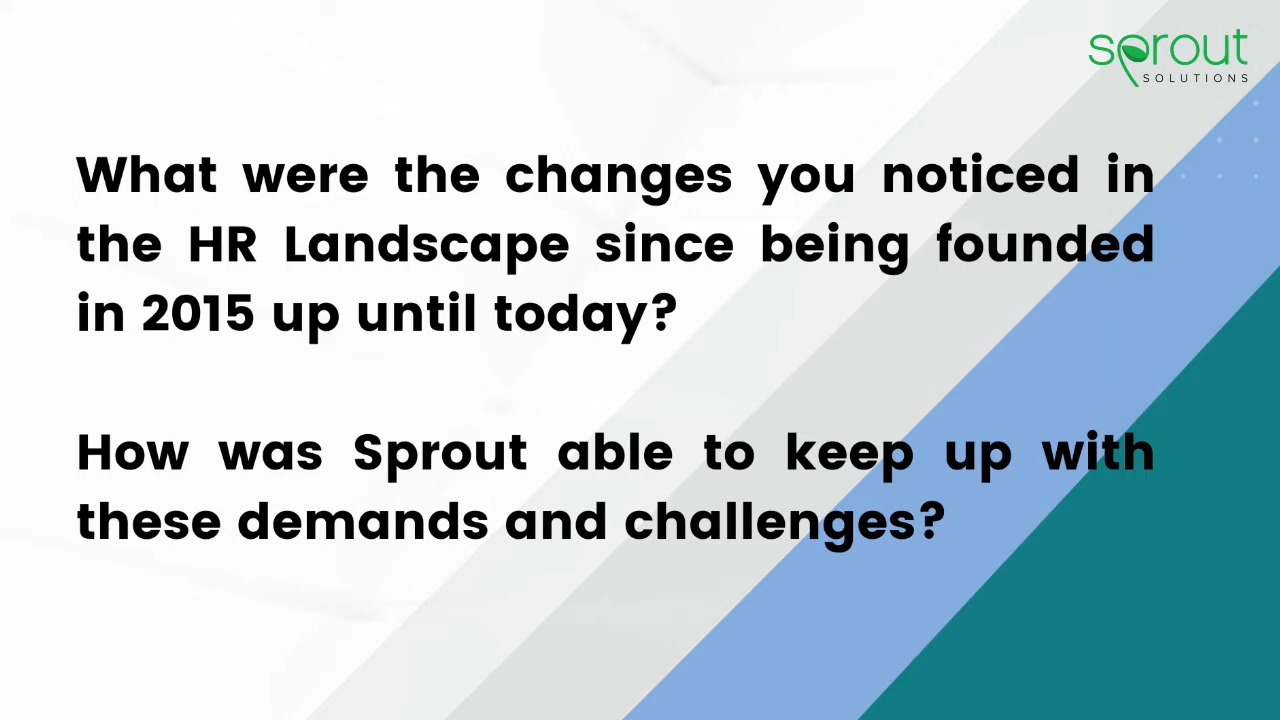 sprout
SOLUTIONS
What were the changes you noticed in
the HR Landscape since being founded
in 2015 up until today?
How was Sprout able to keep up with
these demands and challenges?